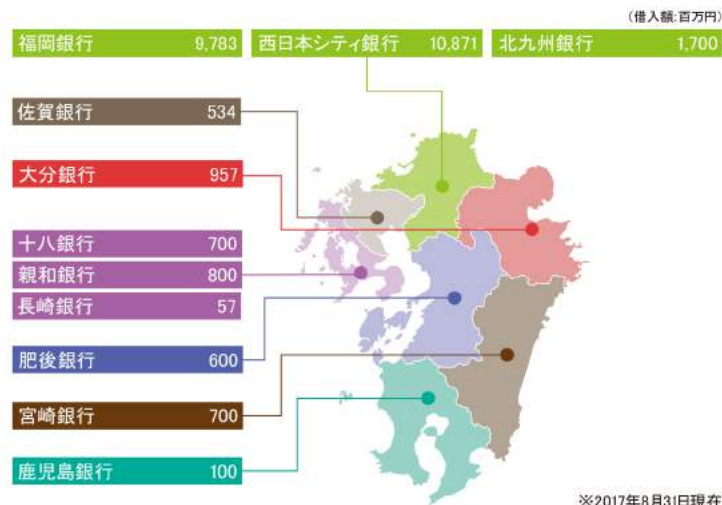 (借入額:百万円)
福岡銀行 9,783 西日本シティ銀行 10,871 北九州銀行 1,700
佐賀銀行 534
大分銀行 957
十八銀行 700
親和銀行 800
長崎銀行 57
肥後銀行 600
宮崎銀行 700
鹿児島銀行 100
※2017年8月31日現在